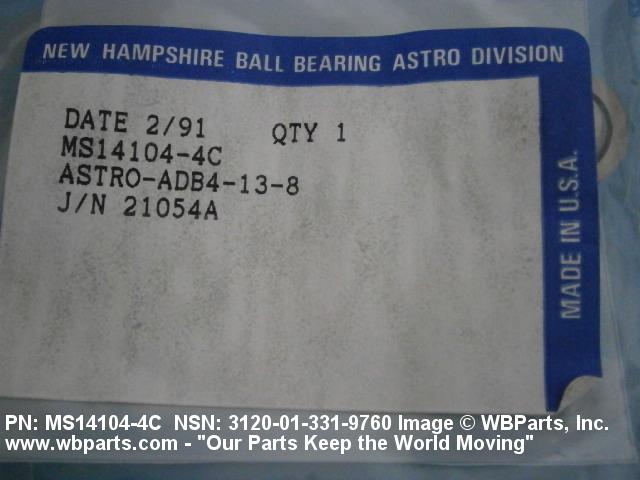 NEW HAMPSHIRE BALL BEARING ASTRO DIVISION
DATE 2/91 QTY 1
MS14104-4C
ASTRO-ADB4-13-8
J/N 21054A
MADE IN U.S.A.
PN: MS14104-4C NSN: 3120-01-331-9760 Image © WBParts, Inc.
www.wbparts.com - "Our Parts Keep the World Moving"